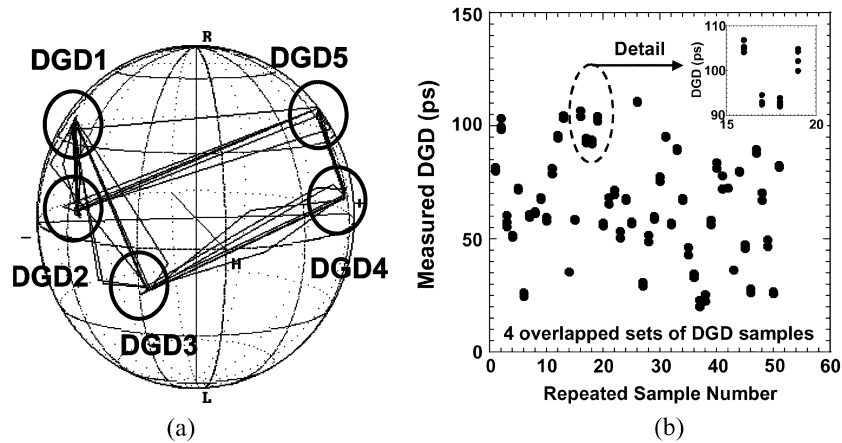 R
DGD1
DGD5
+
−
H
DGD2
DGD4
DGD3
L
(a)
(b)
150
100
50
0
Measured DGD (ps)
Detail
110
100
90
DGD (ps)
15
20
4 overlapped sets of DGD samples
0 10 20 30 40 50 60
Repeated Sample Number
(b)